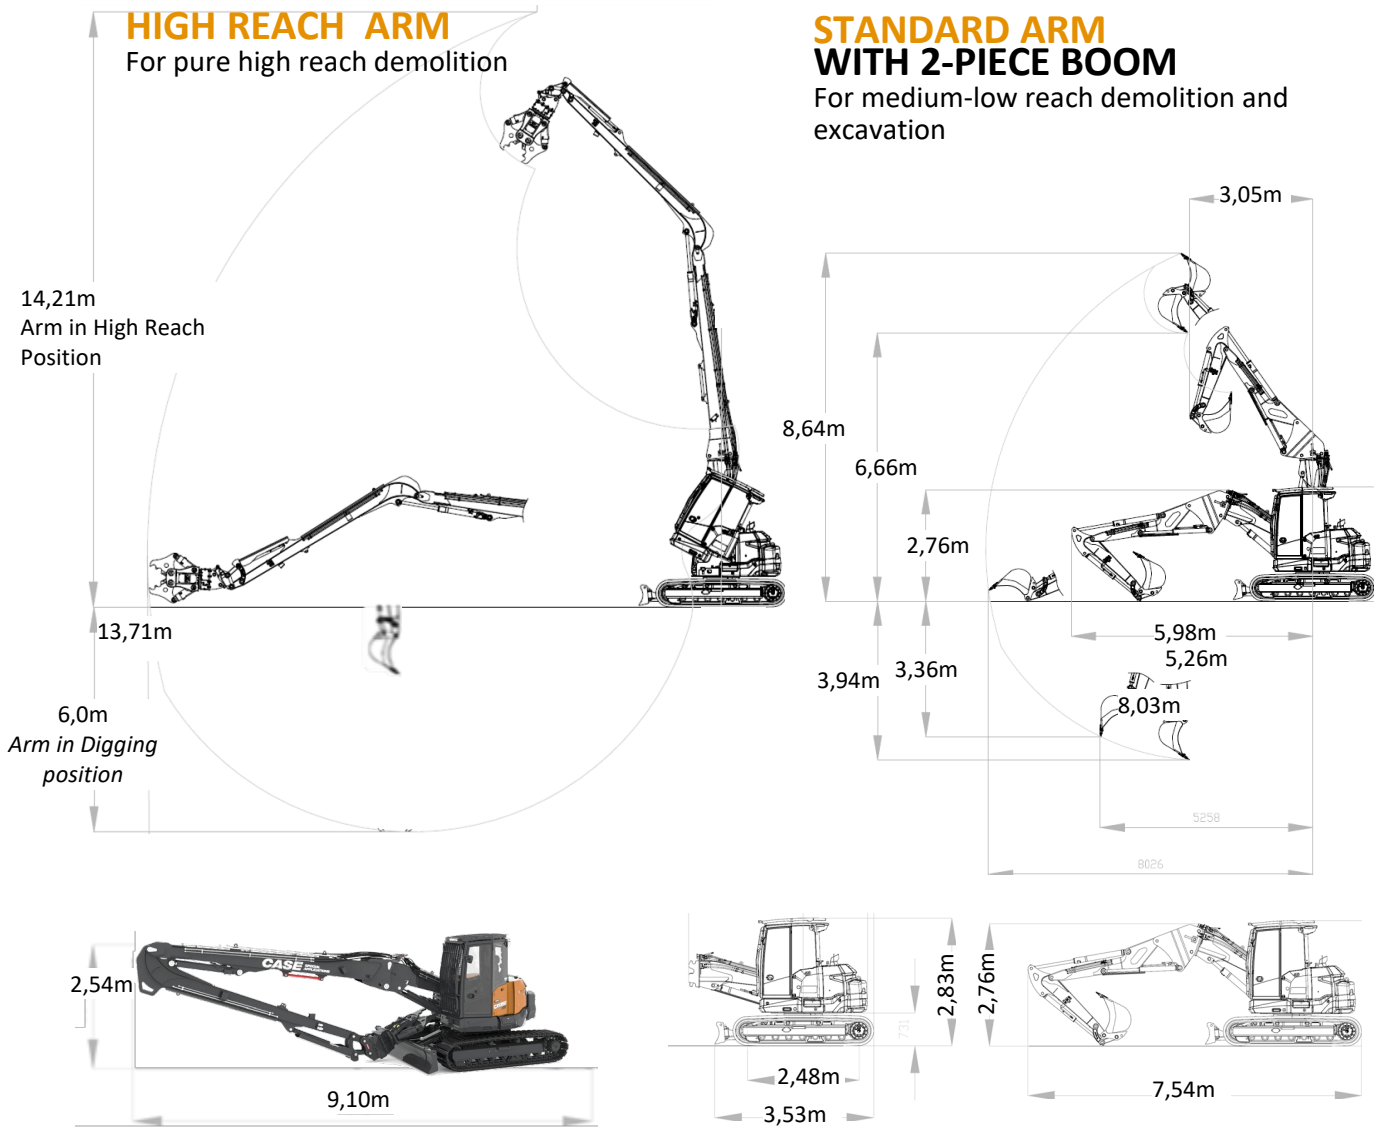 HIGH REACH ARM
For pure high reach demolition
STANDARD ARM
WITH 2-PIECE BOOM
For medium-low reach demolition and
excavation
3,05m
14,21m
Arm in High Reach
Position
8,64m
6,66m
2,76m
13,71m
5,98m
5,26m
3,94m
3,36m
8,03m
6,0m
Arm in Digging
position
5258
8026
CASE
2,54m
9,10m
2,83m
731
2,48m
3,53m
2,76m
7,54m